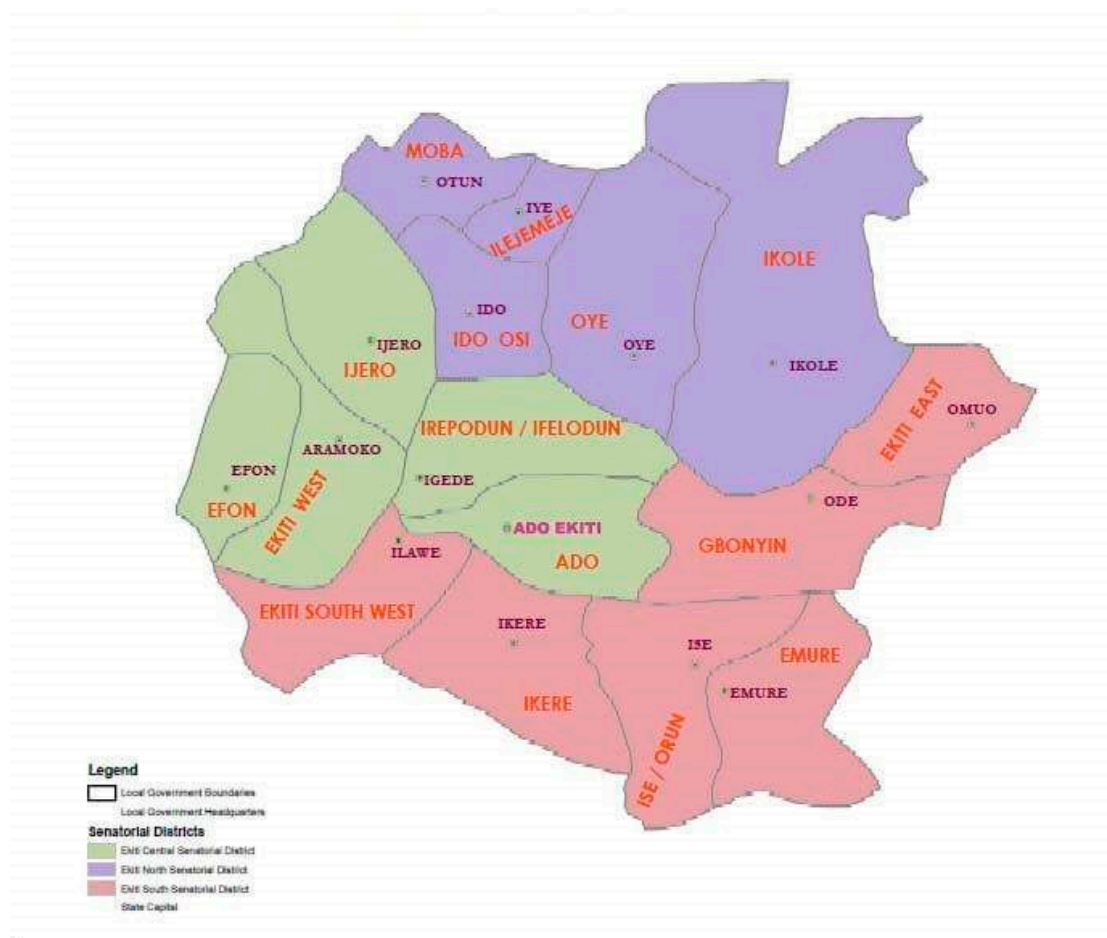 MOBA
OTUN
IYE
ILEJEMEJE
IKOLE
IDO
IDO OSI
OYE
OYE
IJERO
IJERO
IKOLE
EKITI EAST
OMUO
IREPODUN / IFELODUN
ARAMOKO
EFON
EFON
EKITI WEST
IGEDE
ODE
ADO EKITI
ADO
GBONYIN
ILAWE
EKITI SOUTH WEST
IKERE
IKERE
ISE
ISE / ORUN
EMURE
EMURE
Legend
Local Government Boundaries
Local Government Headquarters
Senatorial Districts
Ekiti Central Senatorial District
Ekiti North Senatorial District
Ekiti South Senatorial District
State Capital